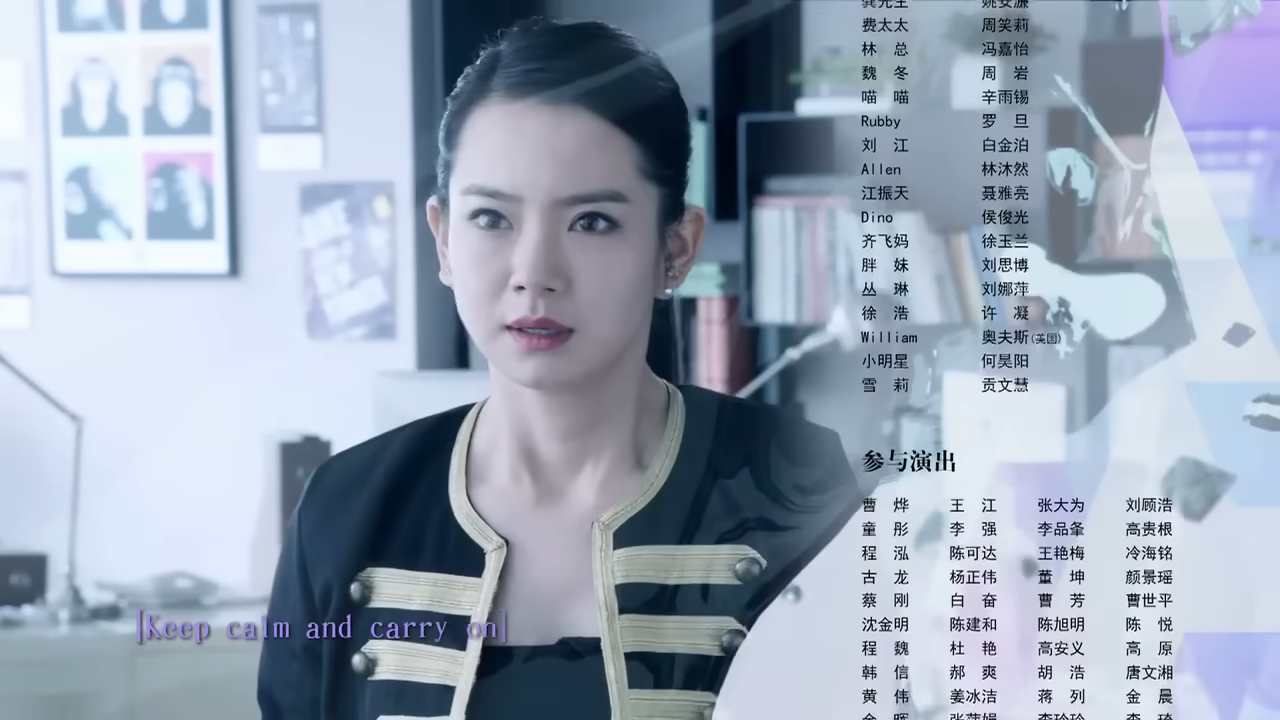 费太太 周笑莉
林 总 冯嘉怡
魏 冬 周 岩
喵 喵 辛雨锡
Rubby 罗 旦
刘 江 白金泊
Allen 林沐然
江振天 聂雅亮
Dino 侯俊光
齐飞妈 徐玉兰
胖 妹 刘思博
丛 琳 刘娜萍
徐 浩 许 凝
William 奥夫斯(美国)
小明星 何昊阳
雪 莉 贡文慧
参与演出
曹 烨 王 江 张大为 刘顾浩
童 彤 李 强 李品夆 高贵根
程 泓 陈可达 王艳梅 冷海铭
古 龙 杨正伟 董 坤 颜景瑶
蔡 刚 白 奋 曹 芳 曹世平
沈金明 陈建和 陈旭明 陈 悦
程 魏 杜 艳 高安义 高 原
韩 信 郝 爽 胡 浩 唐文湘
黄 伟 姜冰洁 蒋 列 金 晨
Keep calm and carry on